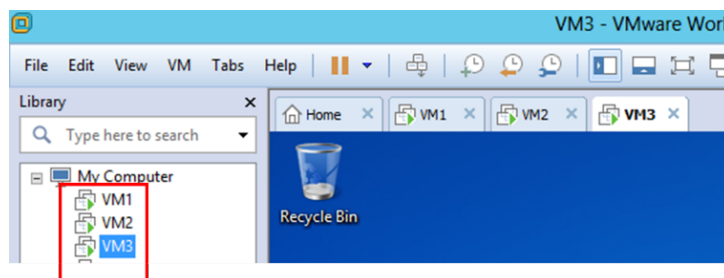 VM3 - VMware Wor
File Edit View VM Tabs Help
Library
Home VM1 VM2 VM3
Type here to search
My Computer
VM1
VM2
VM3
Recycle Bin